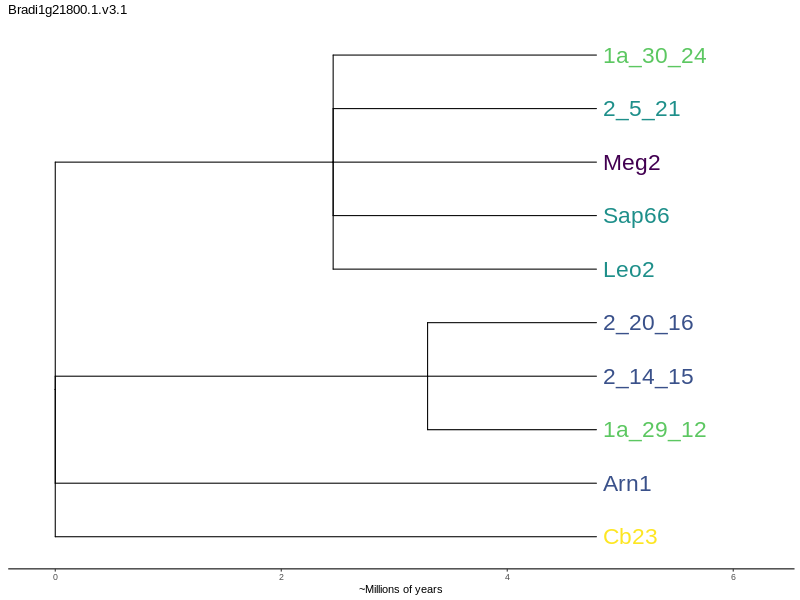 Bradi1g21800.1.v3.1
1a_30_24
2_5_21
Meg2
Sap66
Leo2
2_20_16
2_14_15
1a_29_12
Arn1
Cb23
0 2 4 6
~Millions of years